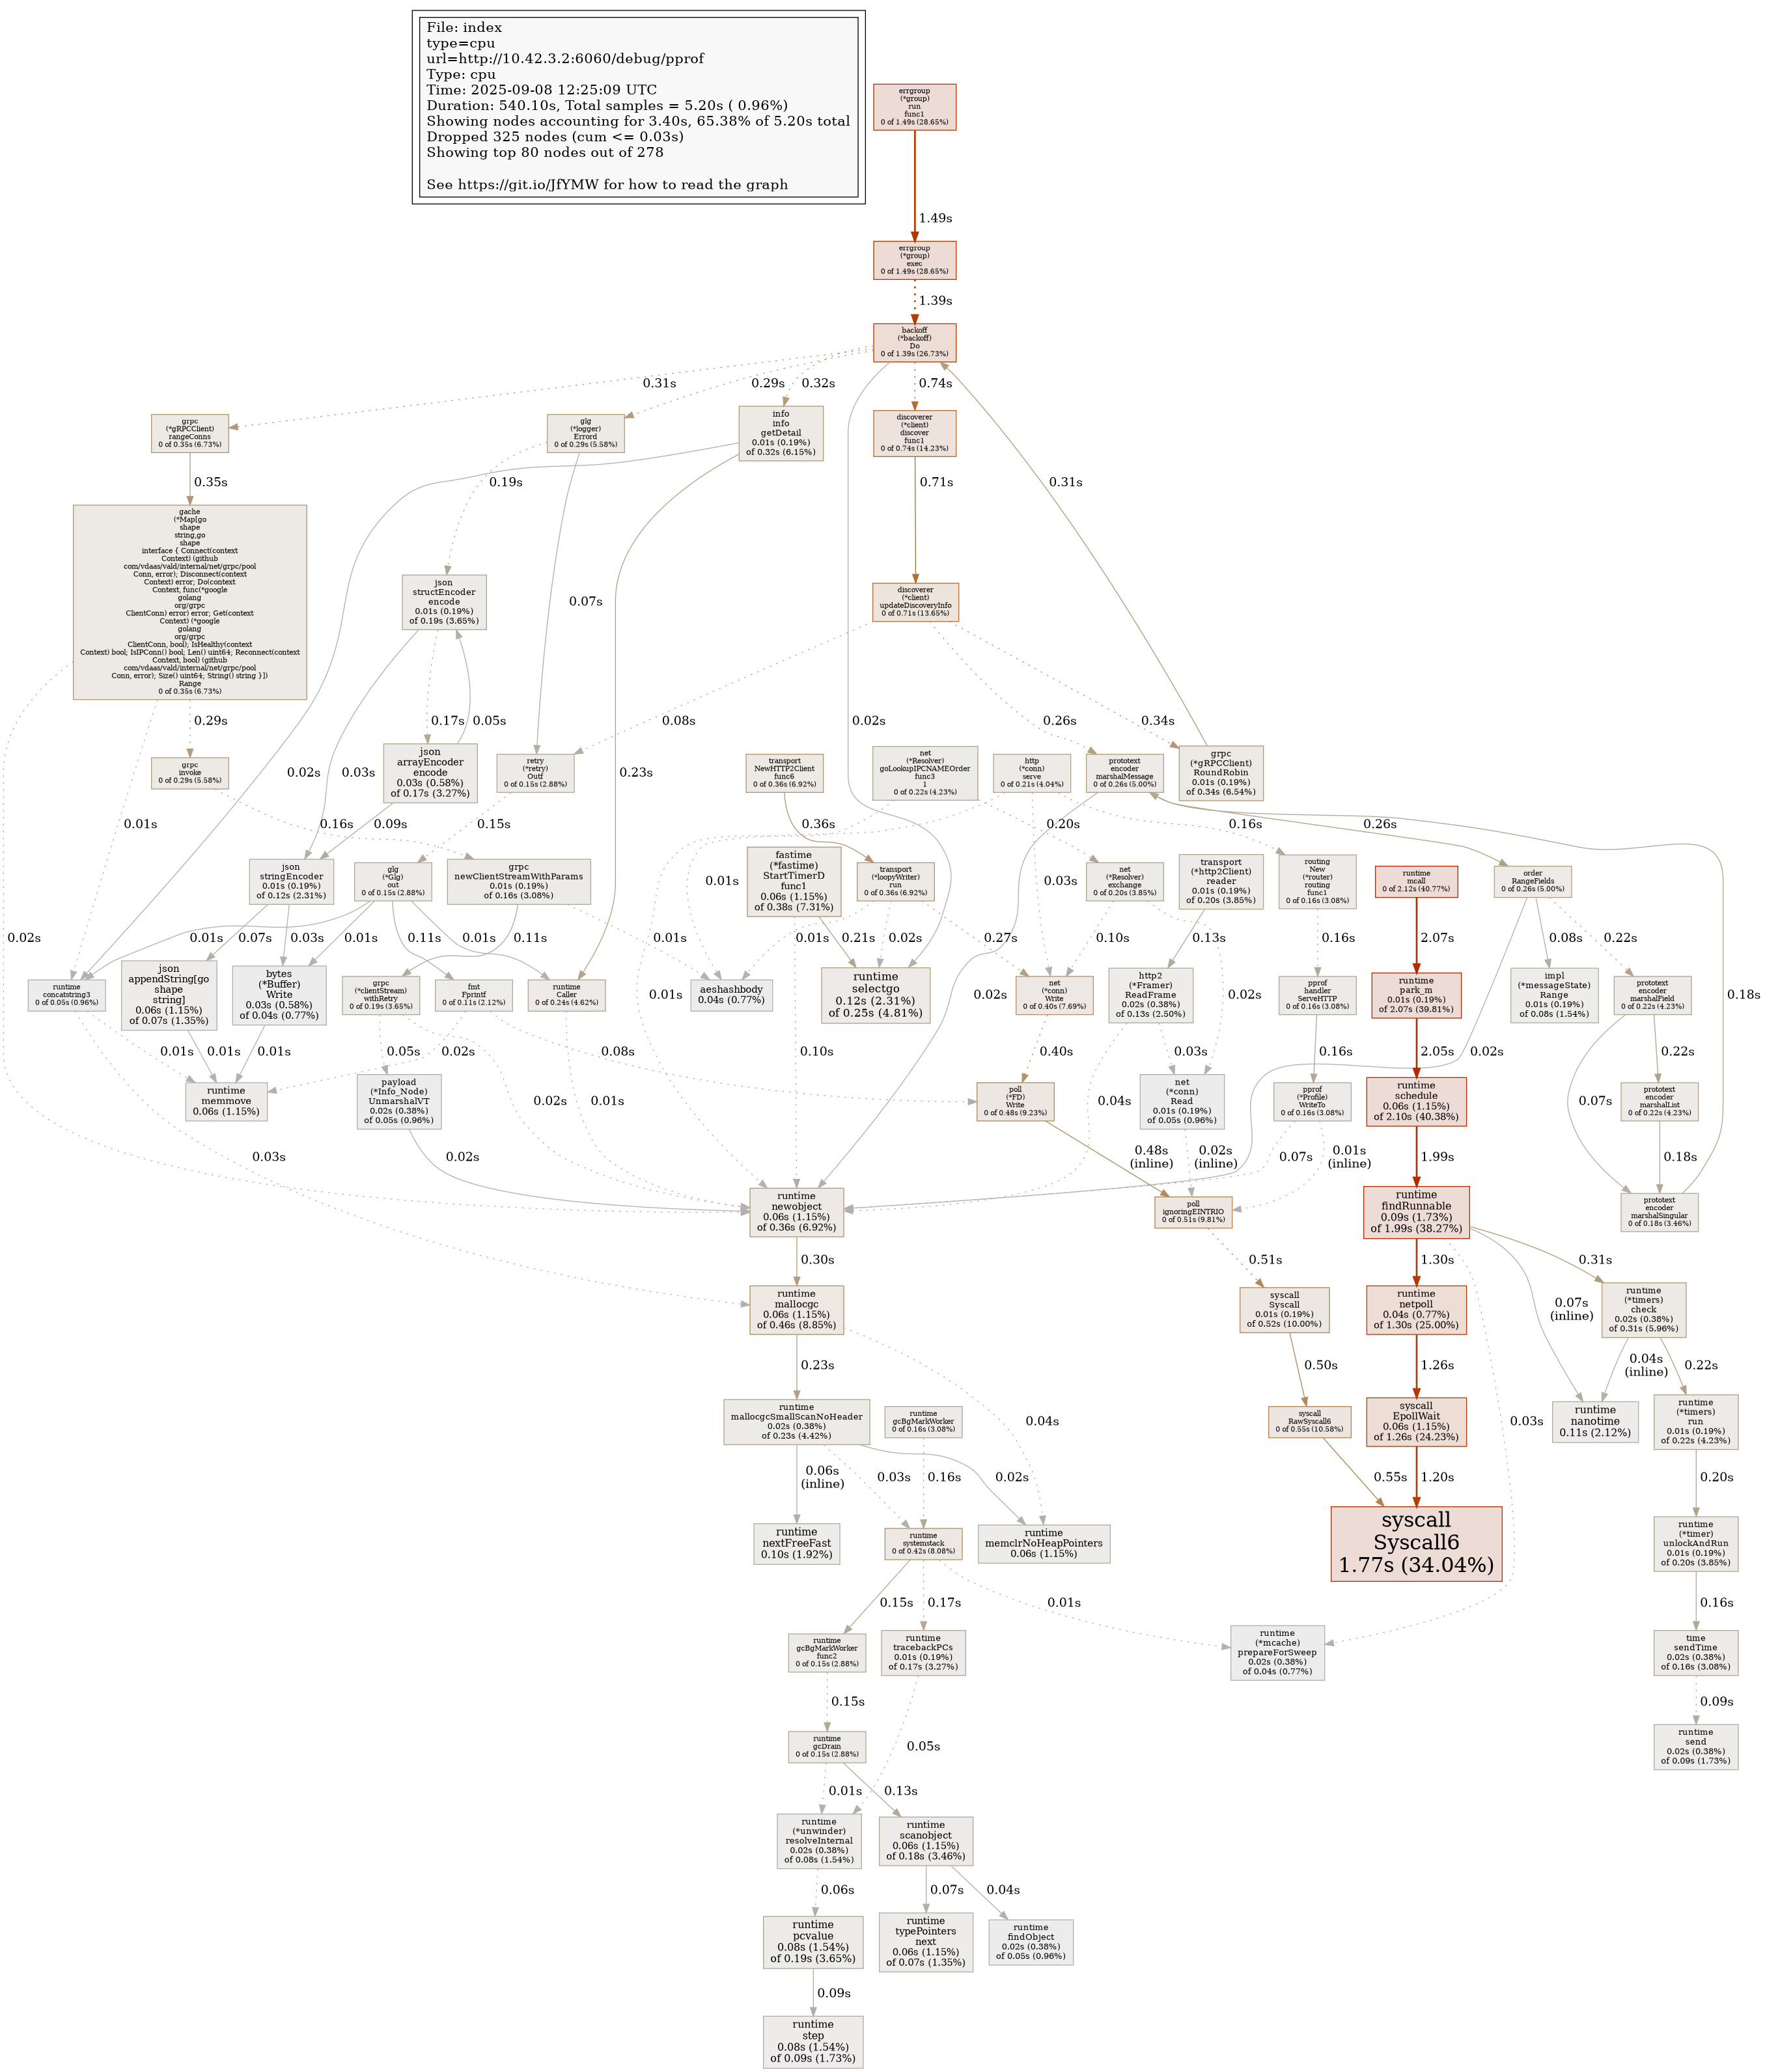 File: index
type=cpu
url=http://10.42.3.2:6060/debug/pprof
Type: cpu
Time: 2025-09-08 12:25:09 UTC
Duration: 540.10s, Total samples = 5.20s ( 0.96%)
Showing nodes accounting for 3.40s, 65.38% of 5.20s total
Dropped 325 nodes (cum <= 0.03s)
Showing top 80 nodes out of 278
See https://git.io/JfYMW for how to read the graph
errgroup
(*group)
run
func1
0 of 1.49s (28.65%)
1.49s
errgroup
(*group)
exec
0 of 1.49s (28.65%)
1.39s
backoff
(*backoff)
Do
0 of 1.39s (26.73%)
0.31s
0.29s
0.32s
0.74s
grpc
(*gRPCClient)
rangeConns
0 of 0.35s (6.73%)
glg
(*logger)
Errord
0 of 0.29s (5.58%)
info
info
getDetail
0.01s (0.19%)
of 0.32s (6.15%)
discoverer
(*client)
discover
func1
0 of 0.74s (14.23%)
0.35s
0.19s
0.71s
0.31s
gache
(*Map[go
shape
string,go
shape
interface { Connect(context
Context) (github
com/vdaas/vald/internal/net/grpc/pool
Conn, error); Disconnect(context
Context) error; Do(context
Context, func(*google
golang
org/grpc
ClientConn) error) error; Get(context
Context) (*google
golang
org/grpc
ClientConn, bool); IsHealthy(context
Context) bool; IsIPConn() bool; Len() uint64; Reconnect(context
Context, bool) (github
com/vdaas/vald/internal/net/grpc/pool
Conn, error); Size() uint64; String() string }])
Range
0 of 0.35s (6.73%)
json
structEncoder
encode
0.01s (0.19%)
of 0.19s (3.65%)
0.07s
discoverer
(*client)
updateDiscoveryInfo
0 of 0.71s (13.65%)
0.29s
0.17s
0.05s
0.02s
0.08s
0.26s
0.34s
0.02s
0.03s
0.23s
grpc
invoke
0 of 0.29s (5.58%)
json
arrayEncoder
encode
0.03s (0.58%)
of 0.17s (3.27%)
retry
(*retry)
Outf
0 of 0.15s (2.88%)
transport
NewHTTP2Client
func6
0 of 0.36s (6.92%)
net
(*Resolver)
goLookupIPCNAMEOrder
func3
1
0 of 0.22s (4.23%)
http
(*conn)
serve
0 of 0.21s (4.04%)
prototext
encoder
marshalMessage
0 of 0.26s (5.00%)
grpc
(*gRPCClient)
RoundRobin
0.01s (0.19%)
of 0.34s (6.54%)
0.01s
0.16s
0.09s
0.15s
0.36s
0.20s
0.16s
0.26s
json
stringEncoder
0.01s (0.19%)
of 0.12s (2.31%)
glg
(*Glg)
out
0 of 0.15s (2.88%)
grpc
newClientStreamWithParams
0.01s (0.19%)
of 0.16s (3.08%)
fastime
(*fastime)
StartTimerD
func1
0.06s (1.15%)
of 0.38s (7.31%)
0.01s
transport
(*loopyWriter)
run
0 of 0.36s (6.92%)
0.03s
net
(*Resolver)
exchange
0 of 0.20s (3.85%)
transport
(*http2Client)
reader
0.01s (0.19%)
of 0.20s (3.85%)
routing
New
(*router)
routing
func1
0 of 0.16s (3.08%)
runtime
mcall
0 of 2.12s (40.77%)
order
RangeFields
0 of 0.26s (5.00%)
0.02s
0.01s
0.07s
0.03s
0.01s
0.11s
0.01s
0.11s
0.01s
0.01s
0.21s
0.02s
0.27s
0.10s
0.02s
0.13s
0.16s
2.07s
0.08s
0.22s
runtime
concatstring3
0 of 0.05s (0.96%)
json
appendString[go
shape
string]
0.06s (1.15%)
of 0.07s (1.35%)
bytes
(*Buffer)
Write
0.03s (0.58%)
of 0.04s (0.77%)
grpc
(*clientStream)
withRetry
0 of 0.19s (3.65%)
fmt
Fprintf
0 of 0.11s (2.12%)
runtime
Caller
0 of 0.24s (4.62%)
aeshashbody
0.04s (0.77%)
runtime
selectgo
0.12s (2.31%)
of 0.25s (4.81%)
net
(*conn)
Write
0 of 0.40s (7.69%)
http2
(*Framer)
ReadFrame
0.02s (0.38%)
of 0.13s (2.50%)
pprof
handler
ServeHTTP
0 of 0.16s (3.08%)
runtime
park_m
0.01s (0.19%)
of 2.07s (39.81%)
impl
(*messageState)
Range
0.01s (0.19%)
of 0.08s (1.54%)
prototext
encoder
marshalField
0 of 0.22s (4.23%)
0.18s
0.01s
0.02s
0.01s
0.01s
0.01s
0.02s
0.05s
0.08s
0.10s
0.40s
0.03s
0.16s
2.05s
0.02s
0.22s
runtime
memmove
0.06s (1.15%)
payload
(*Info_Node)
UnmarshalVT
0.02s (0.38%)
of 0.05s (0.96%)
0.02s
0.01s
poll
(*FD)
Write
0 of 0.48s (9.23%)
0.04s
net
(*conn)
Read
0.01s (0.19%)
of 0.05s (0.96%)
pprof
(*Profile)
WriteTo
0 of 0.16s (3.08%)
runtime
schedule
0.06s (1.15%)
of 2.10s (40.38%)
0.07s
prototext
encoder
marshalList
0 of 0.22s (4.23%)
0.03s
0.02s
0.48s
(inline)
0.02s
(inline)
0.07s
0.01s
(inline)
1.99s
0.18s
runtime
newobject
0.06s (1.15%)
of 0.36s (6.92%)
poll
ignoringEINTRIO
0 of 0.51s (9.81%)
runtime
findRunnable
0.09s (1.73%)
of 1.99s (38.27%)
prototext
encoder
marshalSingular
0 of 0.18s (3.46%)
0.30s
0.51s
1.30s
0.31s
runtime
mallocgc
0.06s (1.15%)
of 0.46s (8.85%)
syscall
Syscall
0.01s (0.19%)
of 0.52s (10.00%)
runtime
netpoll
0.04s (0.77%)
of 1.30s (25.00%)
0.07s
(inline)
runtime
(*timers)
check
0.02s (0.38%)
of 0.31s (5.96%)
0.23s
0.50s
1.26s
0.04s
(inline)
0.22s
runtime
mallocgcSmallScanNoHeader
0.02s (0.38%)
of 0.23s (4.42%)
runtime
gcBgMarkWorker
0 of 0.16s (3.08%)
0.04s
syscall
RawSyscall6
0 of 0.55s (10.58%)
syscall
EpollWait
0.06s (1.15%)
of 1.26s (24.23%)
0.03s
runtime
nanotime
0.11s (2.12%)
runtime
(*timers)
run
0.01s (0.19%)
of 0.22s (4.23%)
0.06s
(inline)
0.03s
0.16s
0.02s
0.55s
1.20s
0.20s
runtime
nextFreeFast
0.10s (1.92%)
runtime
systemstack
0 of 0.42s (8.08%)
runtime
memclrNoHeapPointers
0.06s (1.15%)
syscall
Syscall6
1.77s (34.04%)
runtime
(*timer)
unlockAndRun
0.01s (0.19%)
of 0.20s (3.85%)
0.15s
0.17s
0.01s
0.16s
runtime
gcBgMarkWorker
func2
0 of 0.15s (2.88%)
runtime
tracebackPCs
0.01s (0.19%)
of 0.17s (3.27%)
runtime
(*mcache)
prepareForSweep
0.02s (0.38%)
of 0.04s (0.77%)
time
sendTime
0.02s (0.38%)
of 0.16s (3.08%)
0.15s
0.09s
runtime
gcDrain
0 of 0.15s (2.88%)
0.05s
runtime
send
0.02s (0.38%)
of 0.09s (1.73%)
0.01s
0.13s
runtime
(*unwinder)
resolveInternal
0.02s (0.38%)
of 0.08s (1.54%)
runtime
scanobject
0.06s (1.15%)
of 0.18s (3.46%)
0.06s
0.07s
0.04s
runtime
pcvalue
0.08s (1.54%)
of 0.19s (3.65%)
runtime
typePointers
next
0.06s (1.15%)
of 0.07s (1.35%)
runtime
findObject
0.02s (0.38%)
of 0.05s (0.96%)
0.09s
runtime
step
0.08s (1.54%)
of 0.09s (1.73%)